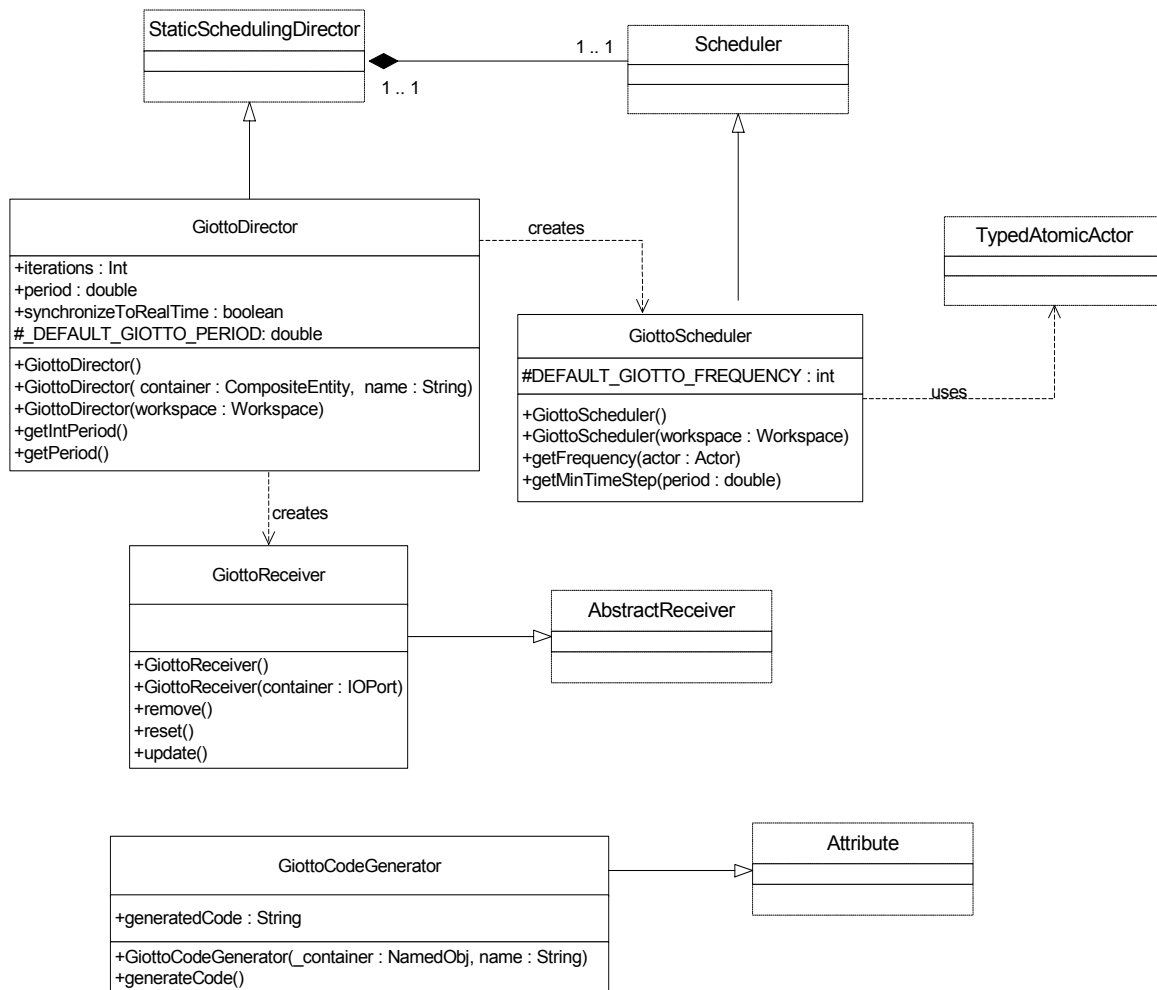 StaticSchedulingDirector
Scheduler
1 .. 1
1 .. 1
GiottoDirector
+iterations : Int
+period : double
+synchronizeToRealTime : boolean
#_DEFAULT_GIOTTO_PERIOD: double
+GiottoDirector()
+GiottoDirector( container : CompositeEntity, name : String)
+GiottoDirector(workspace : Workspace)
+getIntPeriod()
+getPeriod()
creates
TypedAtomicActor
GiottoScheduler
#DEFAULT_GIOTTO_FREQUENCY : int
+GiottoScheduler()
+GiottoScheduler(workspace : Workspace)
+getFrequency(actor : Actor)
+getMinTimeStep(period : double)
uses
creates
GiottoReceiver
+GiottoReceiver()
+GiottoReceiver(container : IOPort)
+remove()
+reset()
+update()
AbstractReceiver
GiottoCodeGenerator
+generatedCode : String
+GiottoCodeGenerator(_container : NamedObj, name : String)
+generateCode()
Attribute